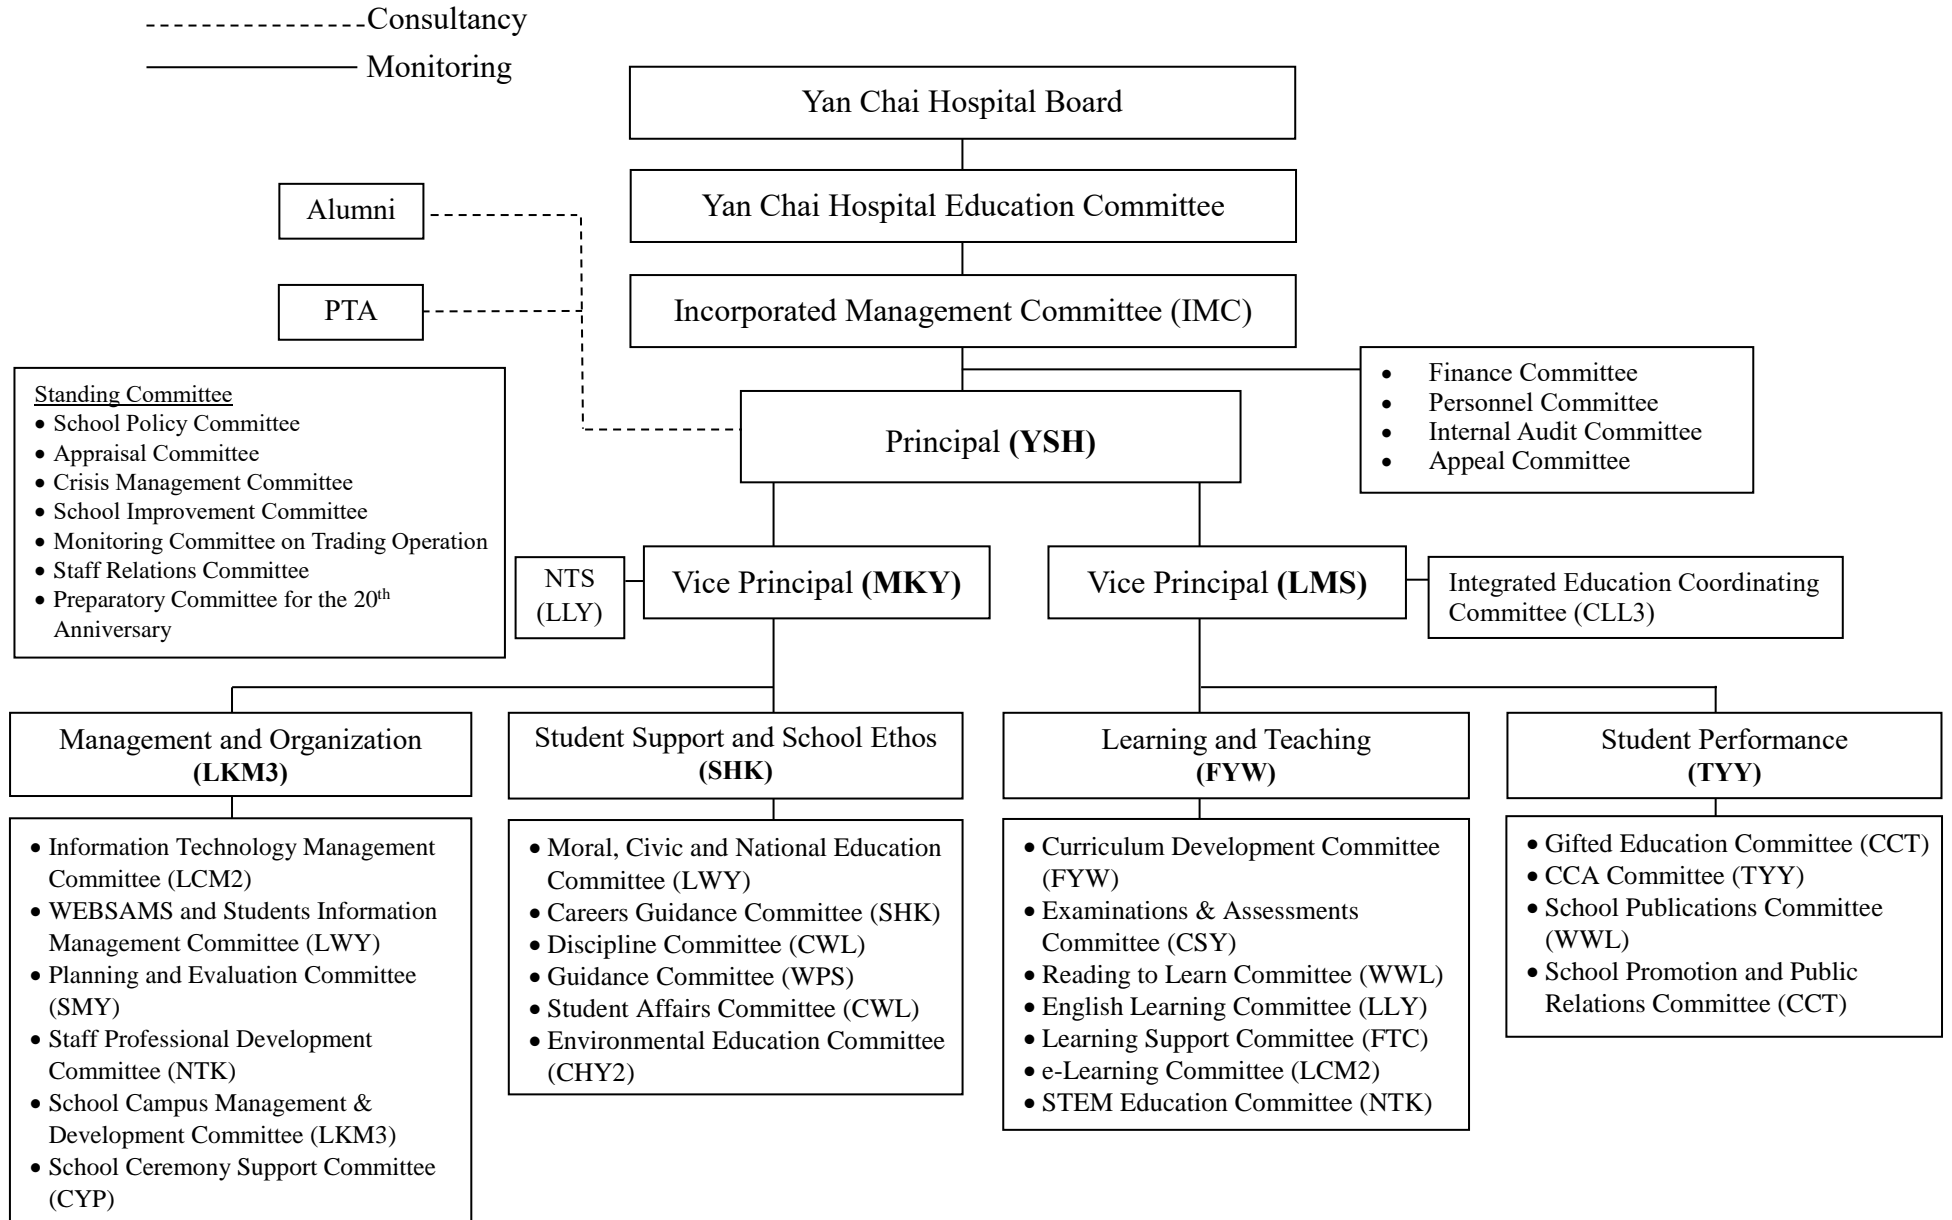 Consultancy
Monitoring
Yan Chai Hospital Board
Yan Chai Hospital Education Committee
Alumni
PTA
Incorporated Management Committee (IMC)
Standing Committee
• School Policy Committee
• Appraisal Committee
• Crisis Management Committee
• School Improvement Committee
• Monitoring Committee on Trading Operation
• Staff Relations Committee
• Preparatory Committee for the 20th
Anniversary
• Finance Committee
• Personnel Committee
• Internal Audit Committee
• Appeal Committee
Principal (YSH)
NTS
(LLY)
Vice Principal (MKY)
Vice Principal (LMS)
Integrated Education Coordinating
Committee (CLL3)
Management and Organization
(LKM3)
Student Support and School Ethos
(SHK)
Learning and Teaching
(FYW)
Student Performance
(TYY)
• Information Technology Management
Committee (LCM2)
• WEBSAMS and Students Information
Management Committee (LWY)
• Planning and Evaluation Committee
(SMY)
• Staff Professional Development
Committee (NTK)
• School Campus Management &
Development Committee (LKM3)
• School Ceremony Support Committee
(CYP)
• Moral, Civic and National Education
Committee (LWY)
• Careers Guidance Committee (SHK)
• Discipline Committee (CWL)
• Guidance Committee (WPS)
• Student Affairs Committee (CWL)
• Environmental Education Committee
(CHY2)
• Curriculum Development Committee
(FYW)
• Examinations & Assessments
Committee (CSY)
• Reading to Learn Committee (WWL)
• English Learning Committee (LLY)
• Learning Support Committee (FTC)
• e-Learning Committee (LCM2)
• STEM Education Committee (NTK)
• Gifted Education Committee (CCT)
• CCA Committee (TYY)
• School Publications Committee
(WWL)
• School Promotion and Public
Relations Committee (CCT)